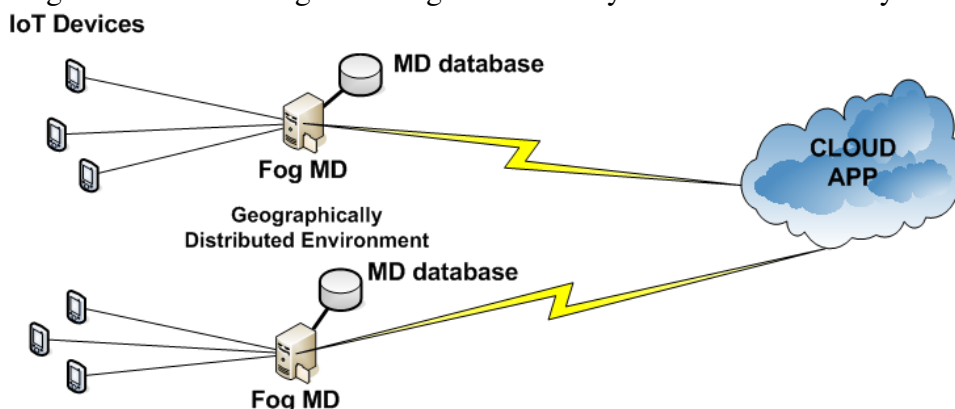 IoT Devices
MD database
Fog MD
CLOUD
APP
Geographically
Distributed Environment
MD database
Fog MD